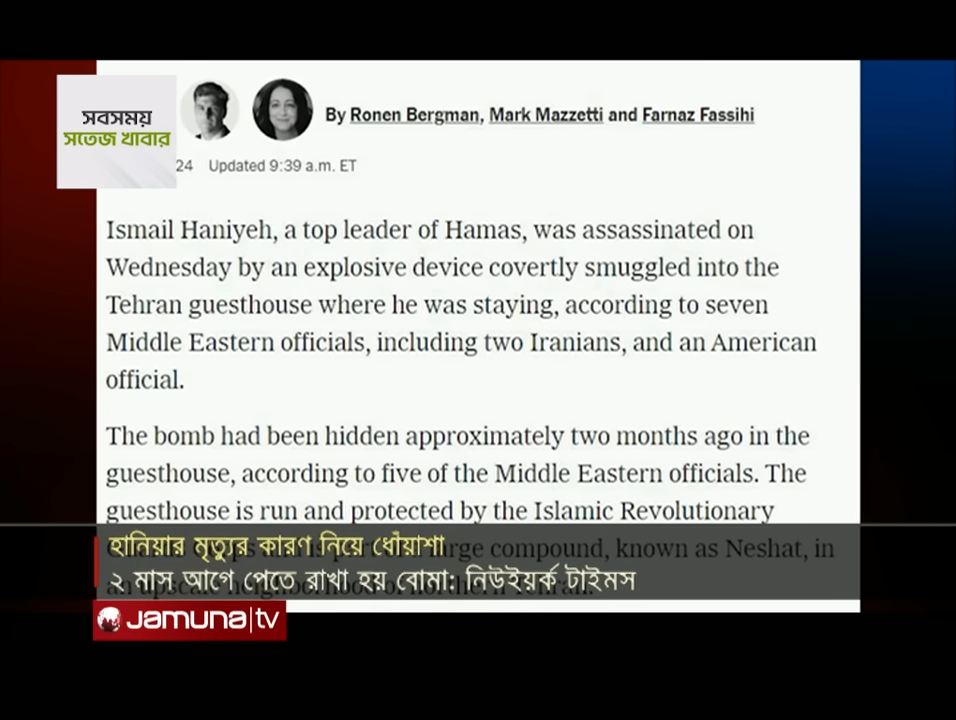 সবসময়
সতেজ খাবার
By Ronen Bergman, Mark Mazzetti and Farnaz Fassihi
24 Updated 9:39 a.m. ET
Ismail Haniyeh, a top leader of Hamas, was assassinated on
Wednesday by an explosive device covertly smuggled into the
Tehran guesthouse where he was staying, according to seven
Middle Eastern officials, including two Iranians, and an American
official.
The bomb had been hidden approximately two months ago in the
guesthouse, according to five of the Middle Eastern officials. The
guesthouse is run and protected by the Islamic Revolutionary
large compound, known as Neshat, in
হানিয়ার মৃত্যুর কারণ নিয়ে ধোঁয়াশা
২ মাস আগে পেতে রাখা হয় বোমা: নিউইয়র্ক টাইমস
Jamuna|tv